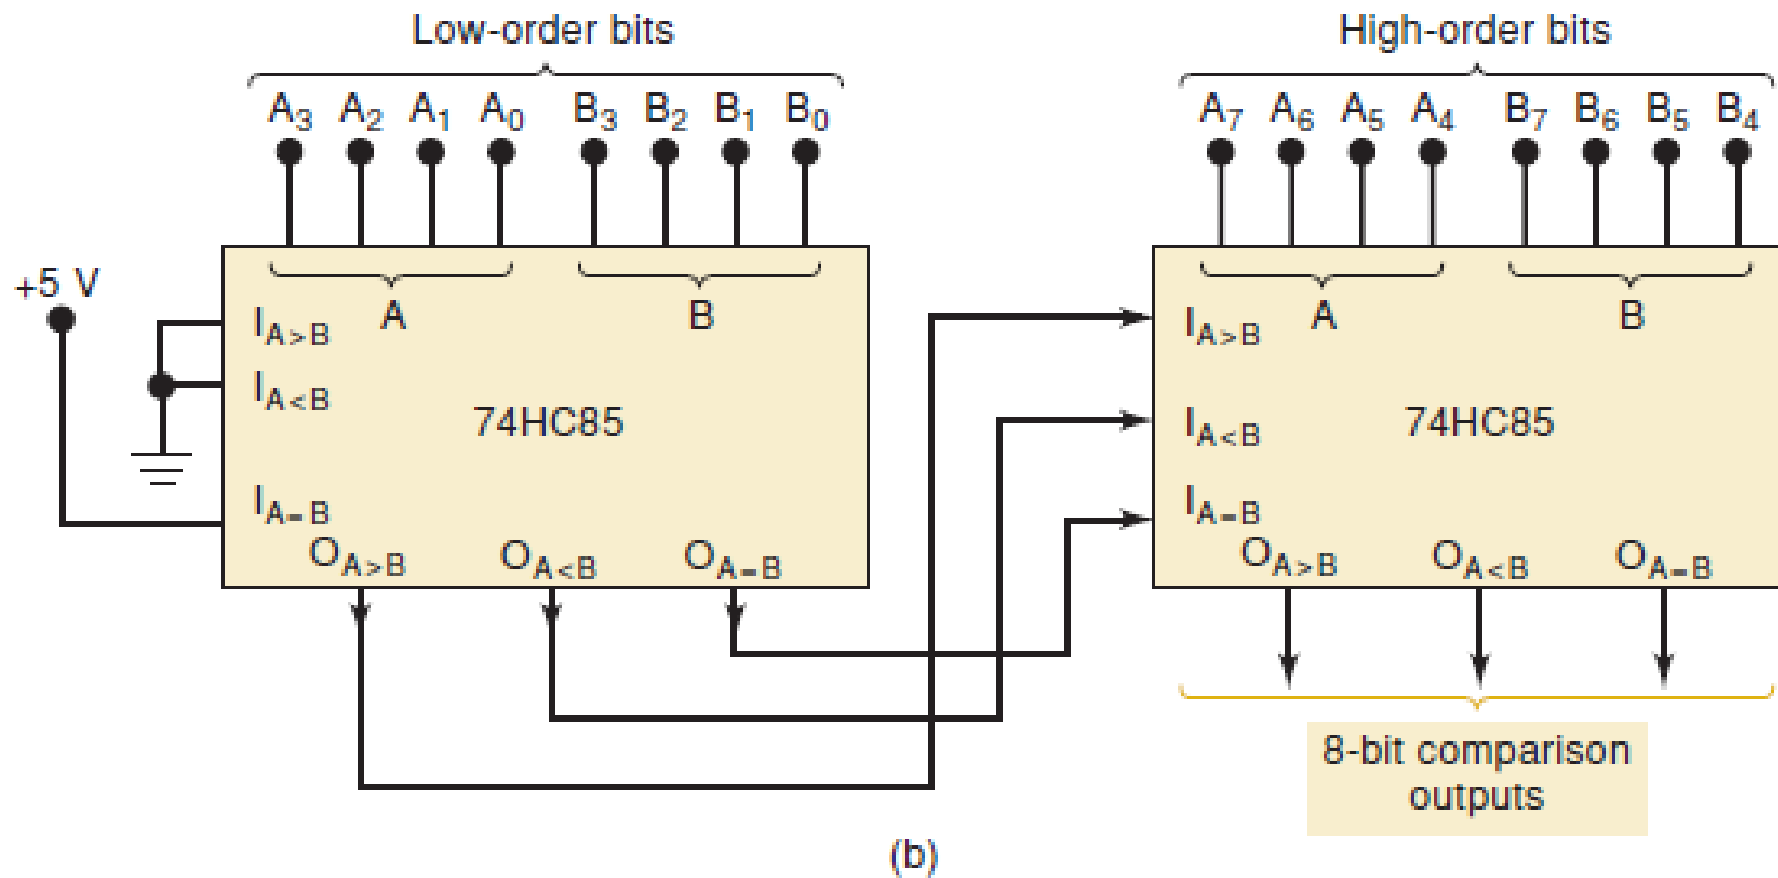 Low-order bits High-order bits
A3 A2 A1 A0 B3 B2 B1 B0 A7 A6 A5 A4 B7 B6 B5 B4
+5 V
A B A B
IA>B IA>B
IA<B 74HC85 IA<B 74HC85
IA=B IA=B
OA>B OA<B OA=B OA>B OA<B OA=B
8-bit comparison
outputs
(b)